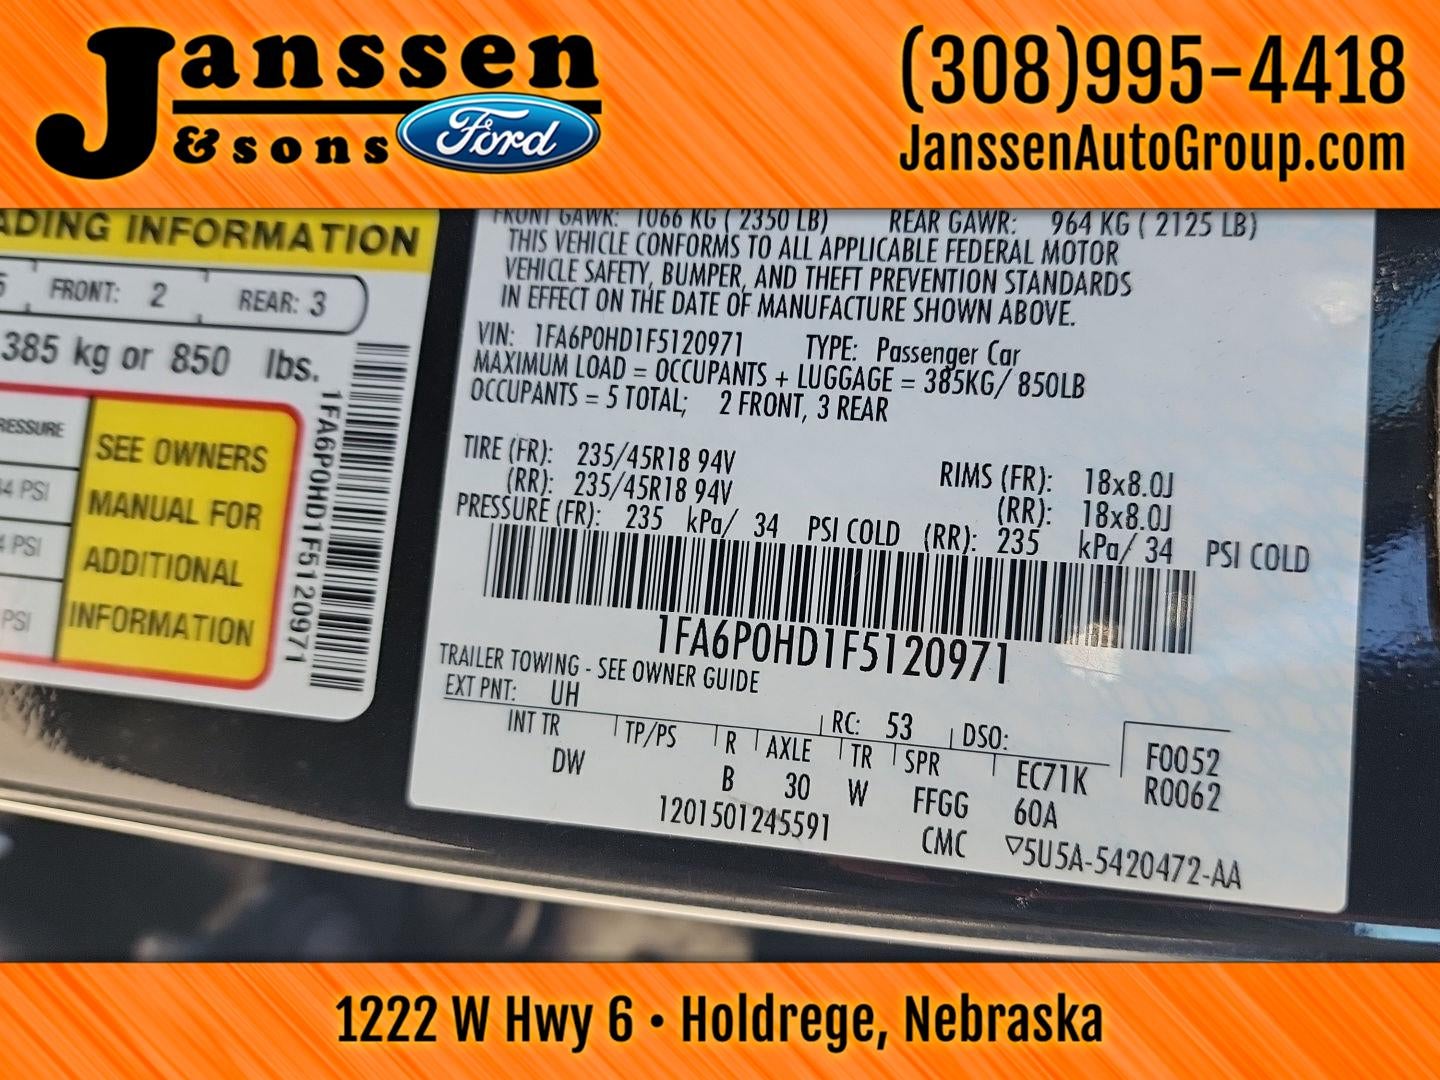 Janssen
& sons
Ford
(308)995-4418
JanssenAutoGroup.com
ADING INFORMATION
FRONT: 2 REAR: 3
385 kg or 850 lbs.
SEE OWNERS
MANUAL FOR
ADDITIONAL
INFORMATION
RESSURE
PSI
PSI
PSI
1FA6P0HD1F5120971
FRONT GAWR: 1066 KG ( 2350 LB) REAR GAWR: 964 KG ( 2125 LB)
THIS VEHICLE CONFORMS TO ALL APPLICABLE FEDERAL MOTOR
VEHICLE SAFETY, BUMPER, AND THEFT PREVENTION STANDARDS
IN EFFECT ON THE DATE OF MANUFACTURE SHOWN ABOVE.
VIN: 1FA6P0HD1F5120971 TYPE: Passenger Car
MAXIMUM LOAD = OCCUPANTS + LUGGAGE = 385KG/ 850LB
OCCUPANTS = 5 TOTAL; 2 FRONT, 3 REAR
TIRE (FR): 235/45R18 94V RIMS (FR): 18x8.0J
(RR): 235/45R18 94V (RR): 18x8.0J
PRESSURE (FR): 235 kPa/ 34 PSI COLD (RR): 235 kPa/ 34 PSI COLD
1FA6P0HD1F5120971
TRAILER TOWING - SEE OWNER GUIDE
EXT PNT: UH RC: 53 DSO: F0052
INT TR TP/PS R AXLE TR SPR EC71K R0062
DW B 30 W FFGG 60A
1201501245591 CMC ▽5U5A-5420472-AA
1222 W Hwy 6 • Holdrege, Nebraska